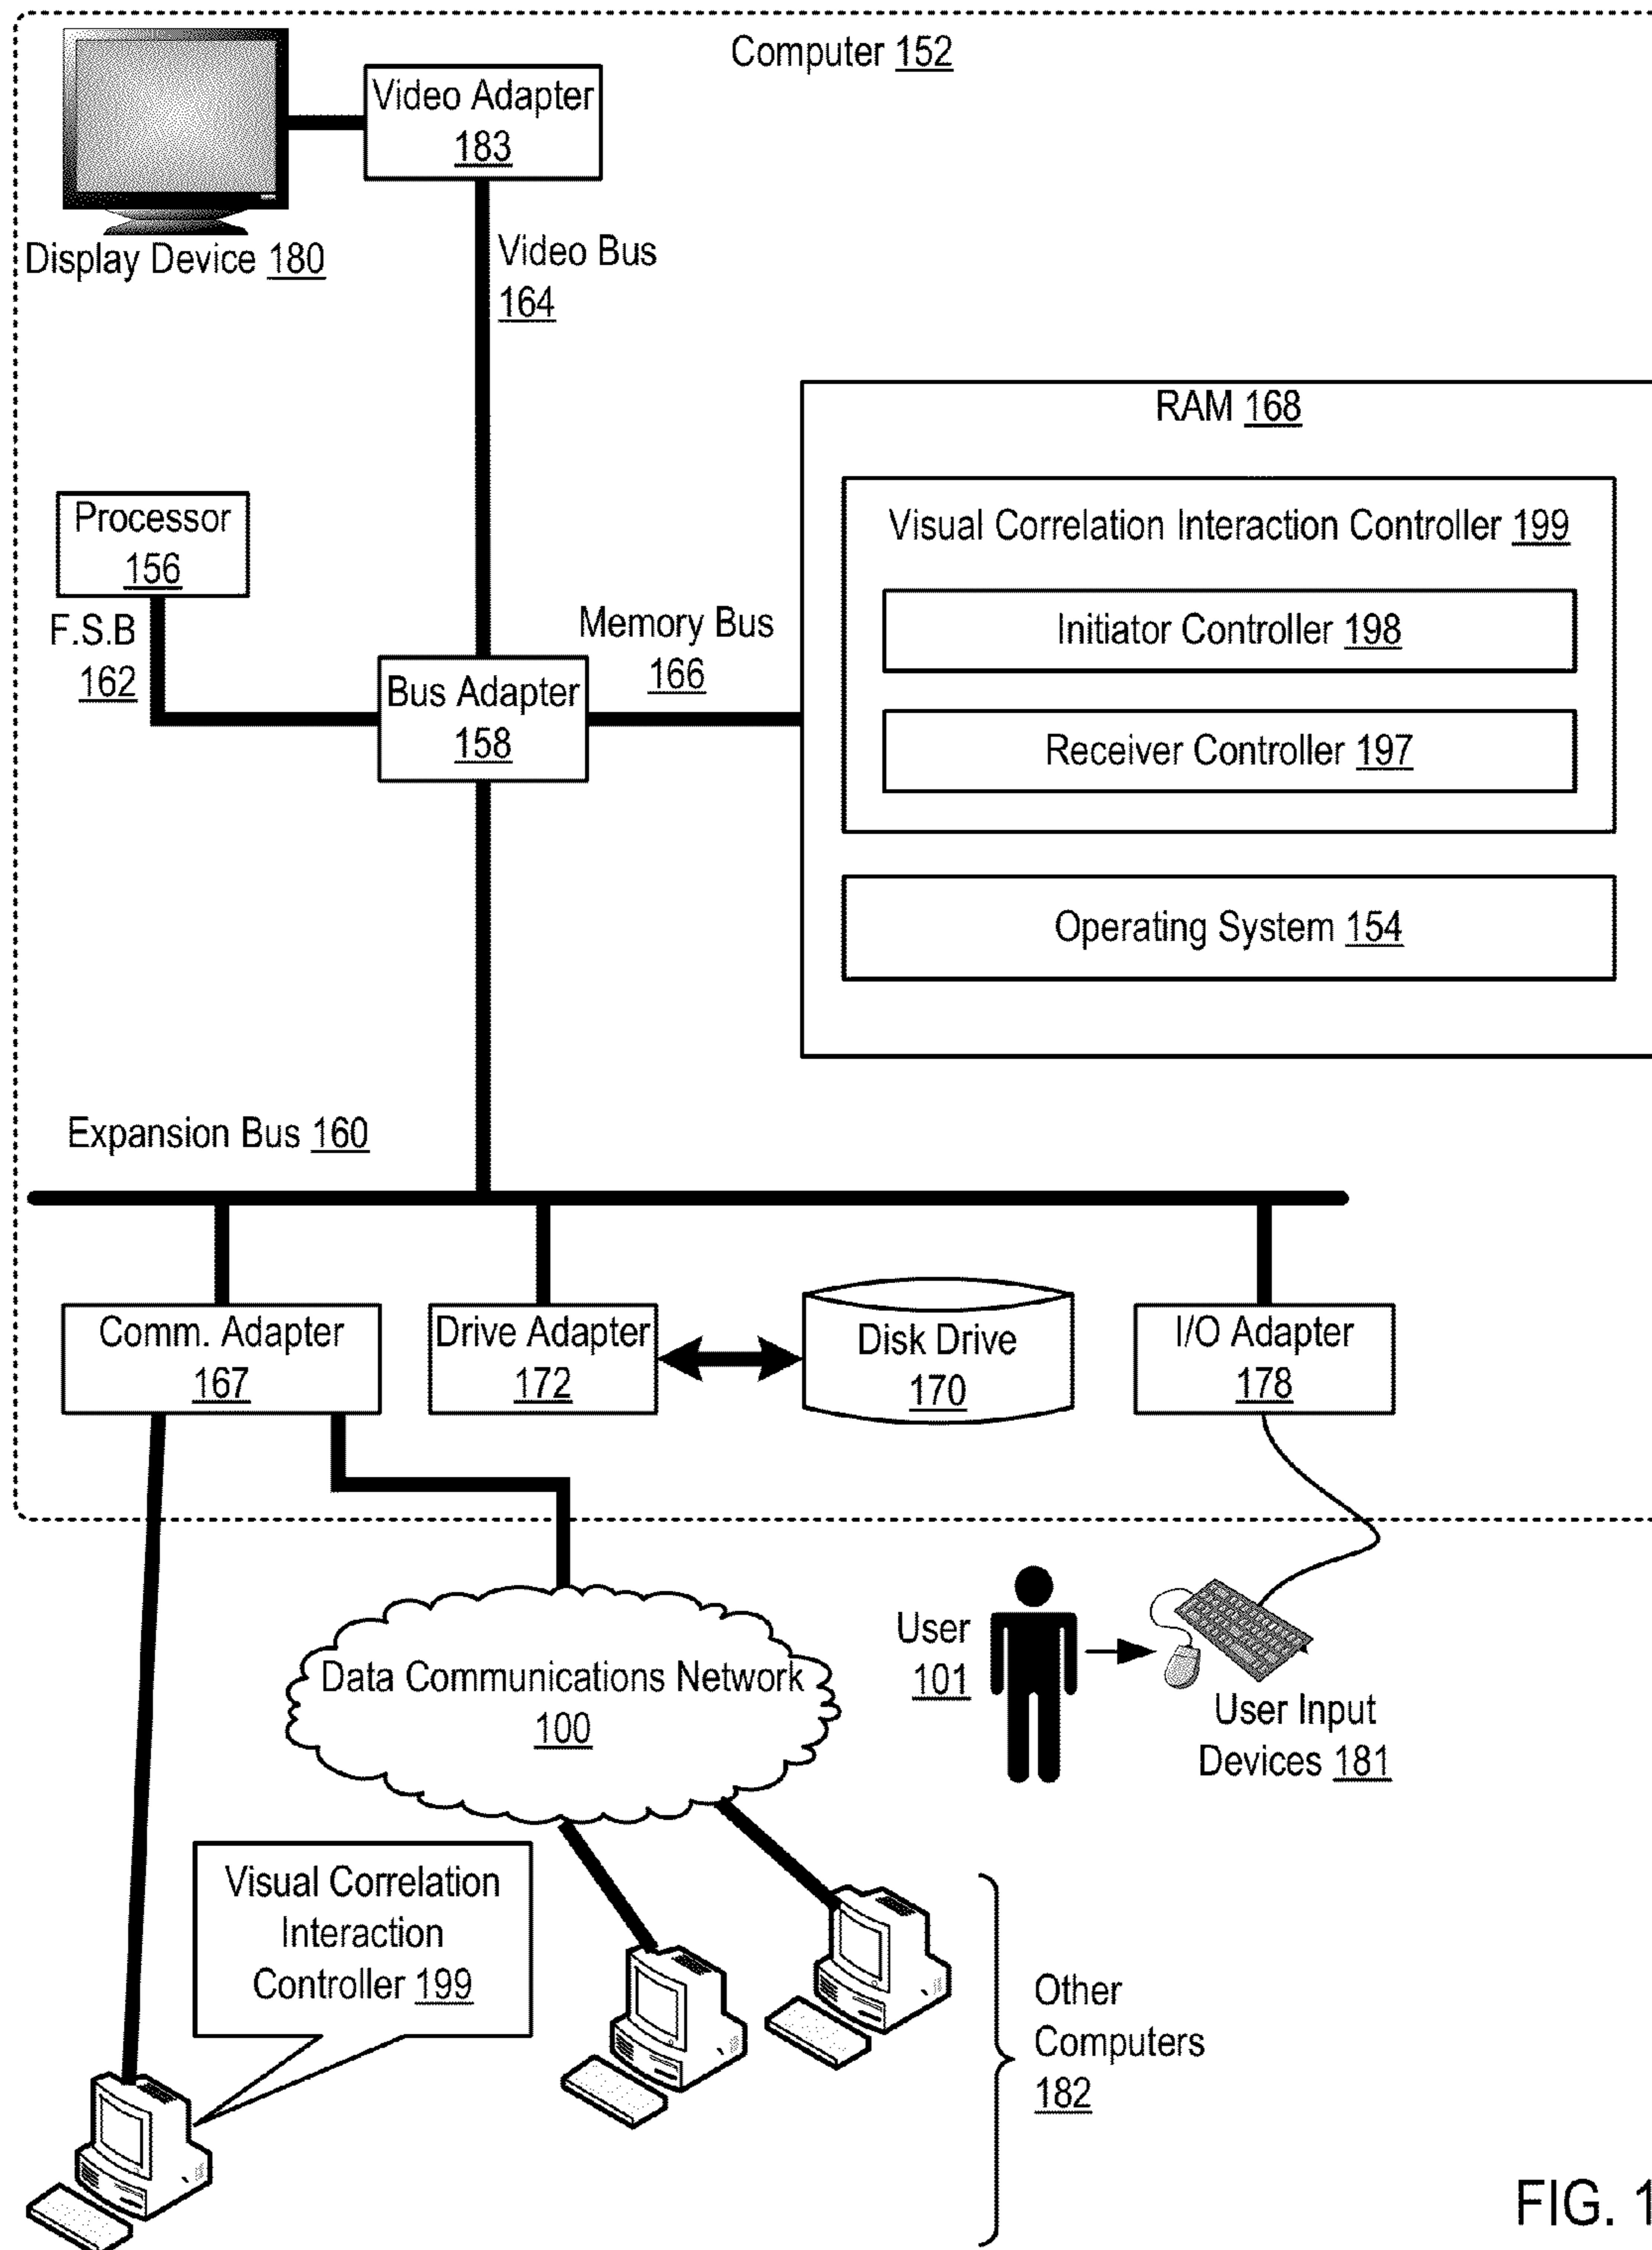 Computer 152
Video Adapter
183
Display Device 180
Video Bus
164
RAM 168
Processor
156
Visual Correlation Interaction Controller 199
F.S.B
162
Memory Bus
166
Initiator Controller 198
Bus Adapter
158
Receiver Controller 197
Operating System 154
Expansion Bus 160
Comm. Adapter
167
Drive Adapter
172
Disk Drive
170
I/O Adapter
178
User
101
Data Communications Network
100
User Input
Devices 181
Visual Correlation
Interaction
Controller 199
Other
Computers
182
FIG. 1